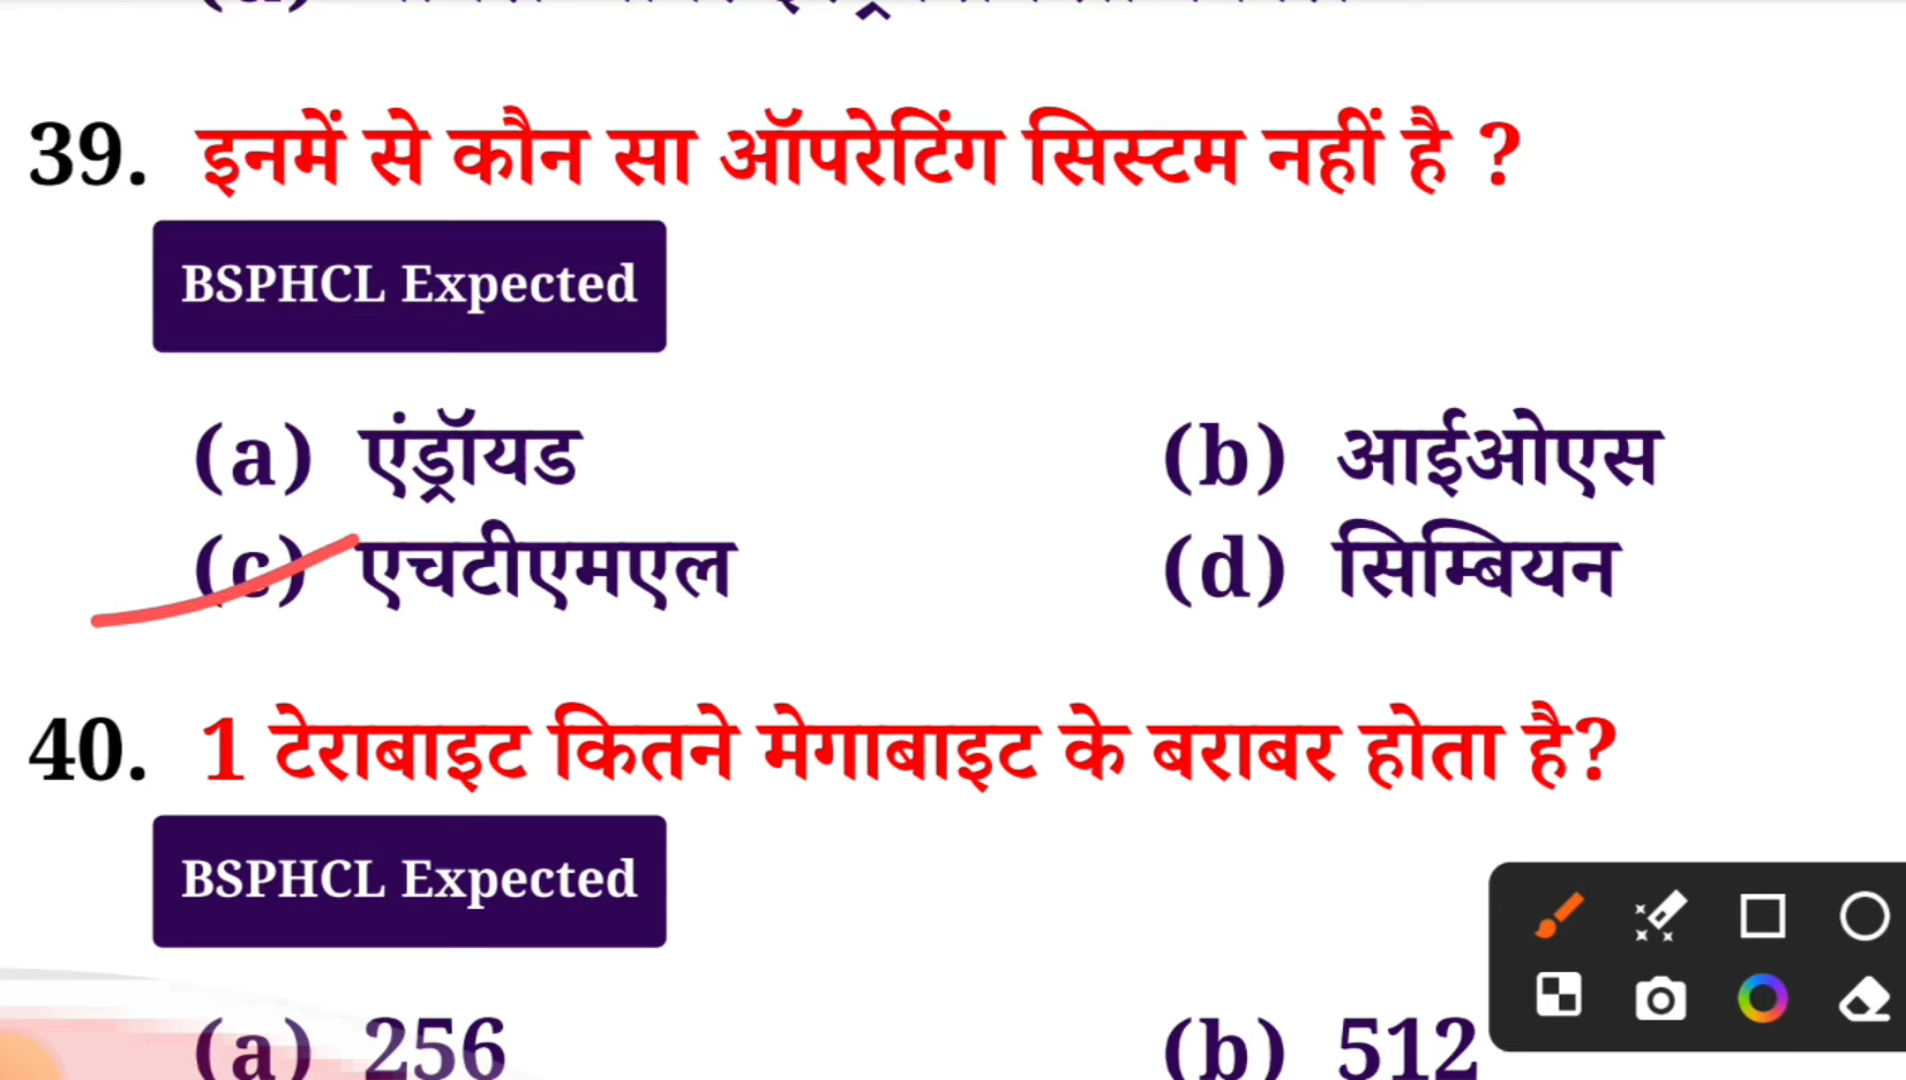 39. इनमें से कौन सा ऑपरेटिंग सिस्टम नहीं है ?
BSPHCL Expected
(a) एंड्रॉयड (b) आईओएस
(c) एचटीएमएल (d) सिम्बियन
40. 1 टेराबाइट कितने मेगाबाइट के बराबर होता है?
BSPHCL Expected
(a) 256 (b) 512